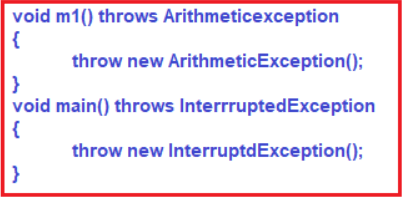 void m1() throws Arithmeticexception
{
throw new ArithmeticException();
}
void main() throws InterrruptedException
{
throw new InterruptdException();
}